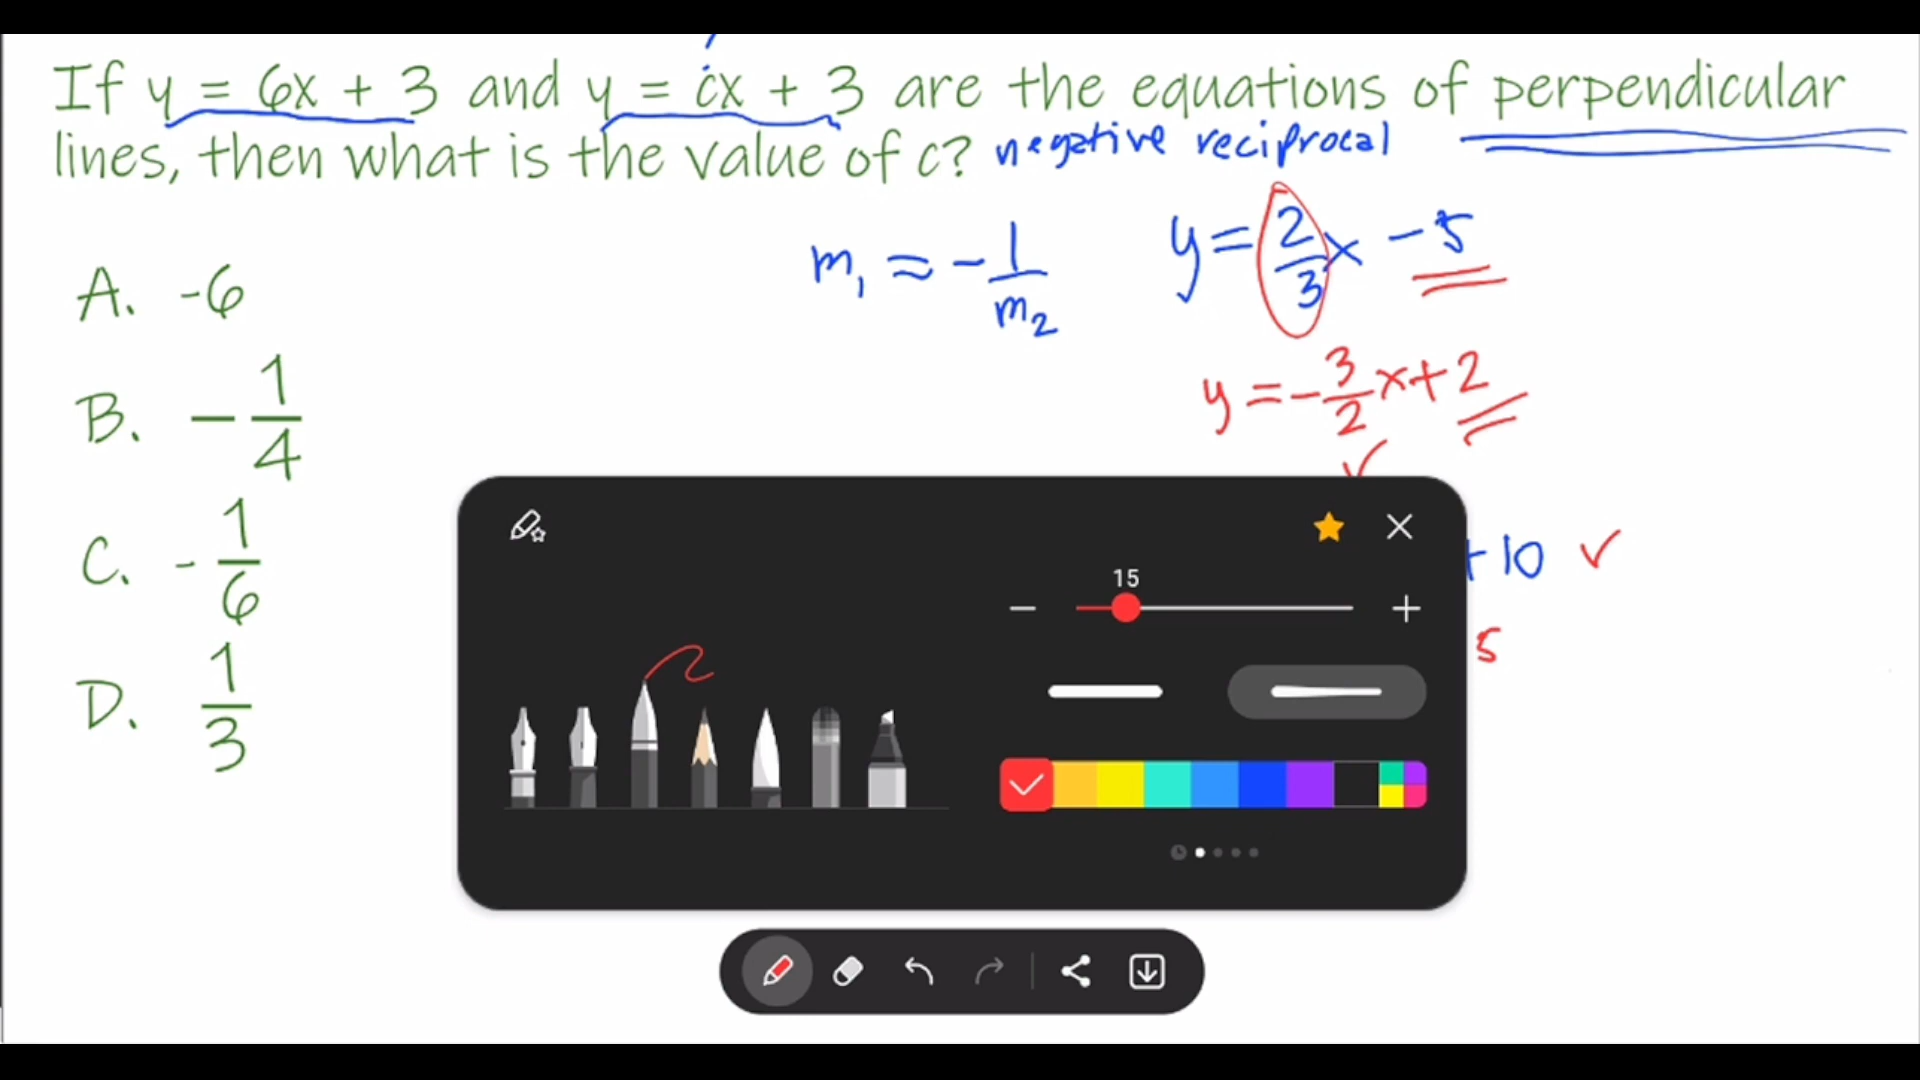 If y = 6x + 3 and y = cx + 3 are the equations of perpendicular
lines, then what is the value of c? negative reciprocal
m₁ = -1/m₂
y = 2/3 x - 5
A. -6
y = -3/2 x + 2
B. -1/4
C. -1/6
+10
15
5
D. 1/3